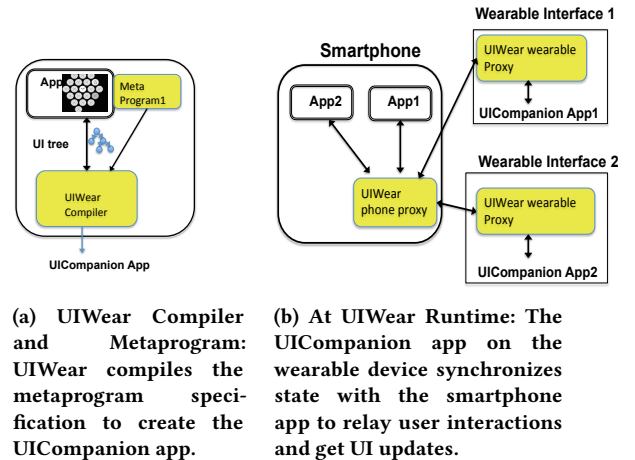 App
Meta
Program1
UI tree
UIWear
Compiler
UICompanion App
Smartphone
App2
App1
UIWear
phone proxy
Wearable Interface 1
UIWear wearable
Proxy
UICompanion App1
Wearable Interface 2
UIWear wearable
Proxy
UICompanion App2
(a) UIWear Compiler
and Metaprogram:
UIWear compiles the
metaprogram speci-
fication to create the
UICompanion app.
(b) At UIWear Runtime: The
UICompanion app on the
wearable device synchronizes
state with the smartphone
app to relay user interactions
and get UI updates.